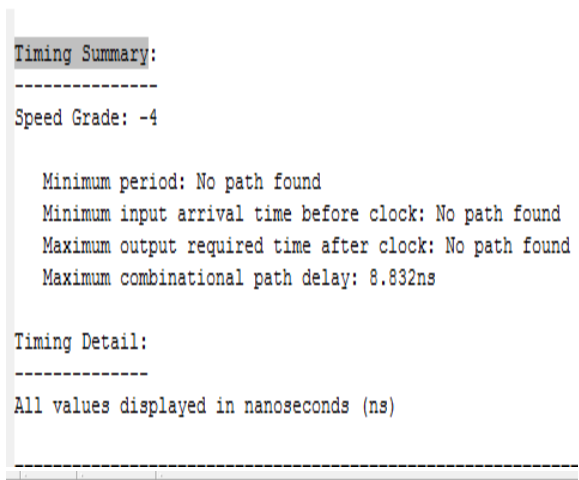 Timing Summary:
---------------
Speed Grade: -4
Minimum period: No path found
Minimum input arrival time before clock: No path found
Maximum output required time after clock: No path found
Maximum combinational path delay: 8.832ns
Timing Detail:
--------------
All values displayed in nanoseconds (ns)